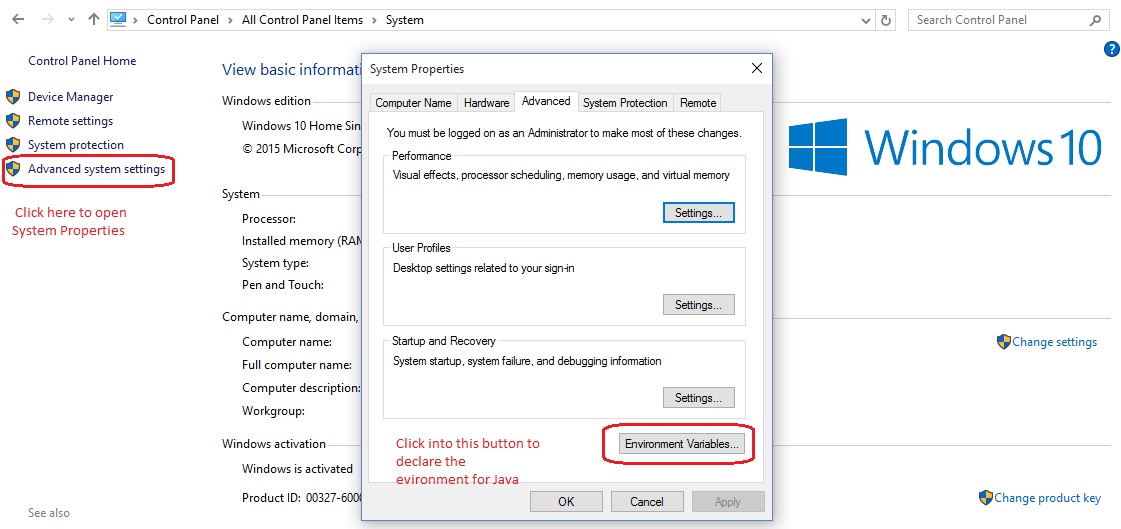 Control Panel > All Control Panel Items > System
Search Control Panel
Control Panel Home
Device Manager
Remote settings
System protection
Advanced system settings
Click here to open
System Properties
See also
View basic informati
Windows edition
Windows 10 Home Sin
© 2015 Microsoft Corp
System
Processor:
Installed memory (RAM
System type:
Pen and Touch:
Computer name, domain,
Computer name:
Full computer name:
Computer description:
Workgroup:
Windows activation
Windows is activated
Product ID: 00327-6000
System Properties
Computer Name
Hardware
Advanced
System Protection
Remote
You must be logged on as an Administrator to make most of these changes.
Performance
Visual effects, processor scheduling, memory usage, and virtual memory
Settings...
User Profiles
Desktop settings related to your sign-in
Settings...
Startup and Recovery
System startup, system failure, and debugging information
Settings...
Environment Variables...
Click into this button to
declare the
evironment for Java
OK
Cancel
Apply
?
Windows 10
Change settings
Change product key